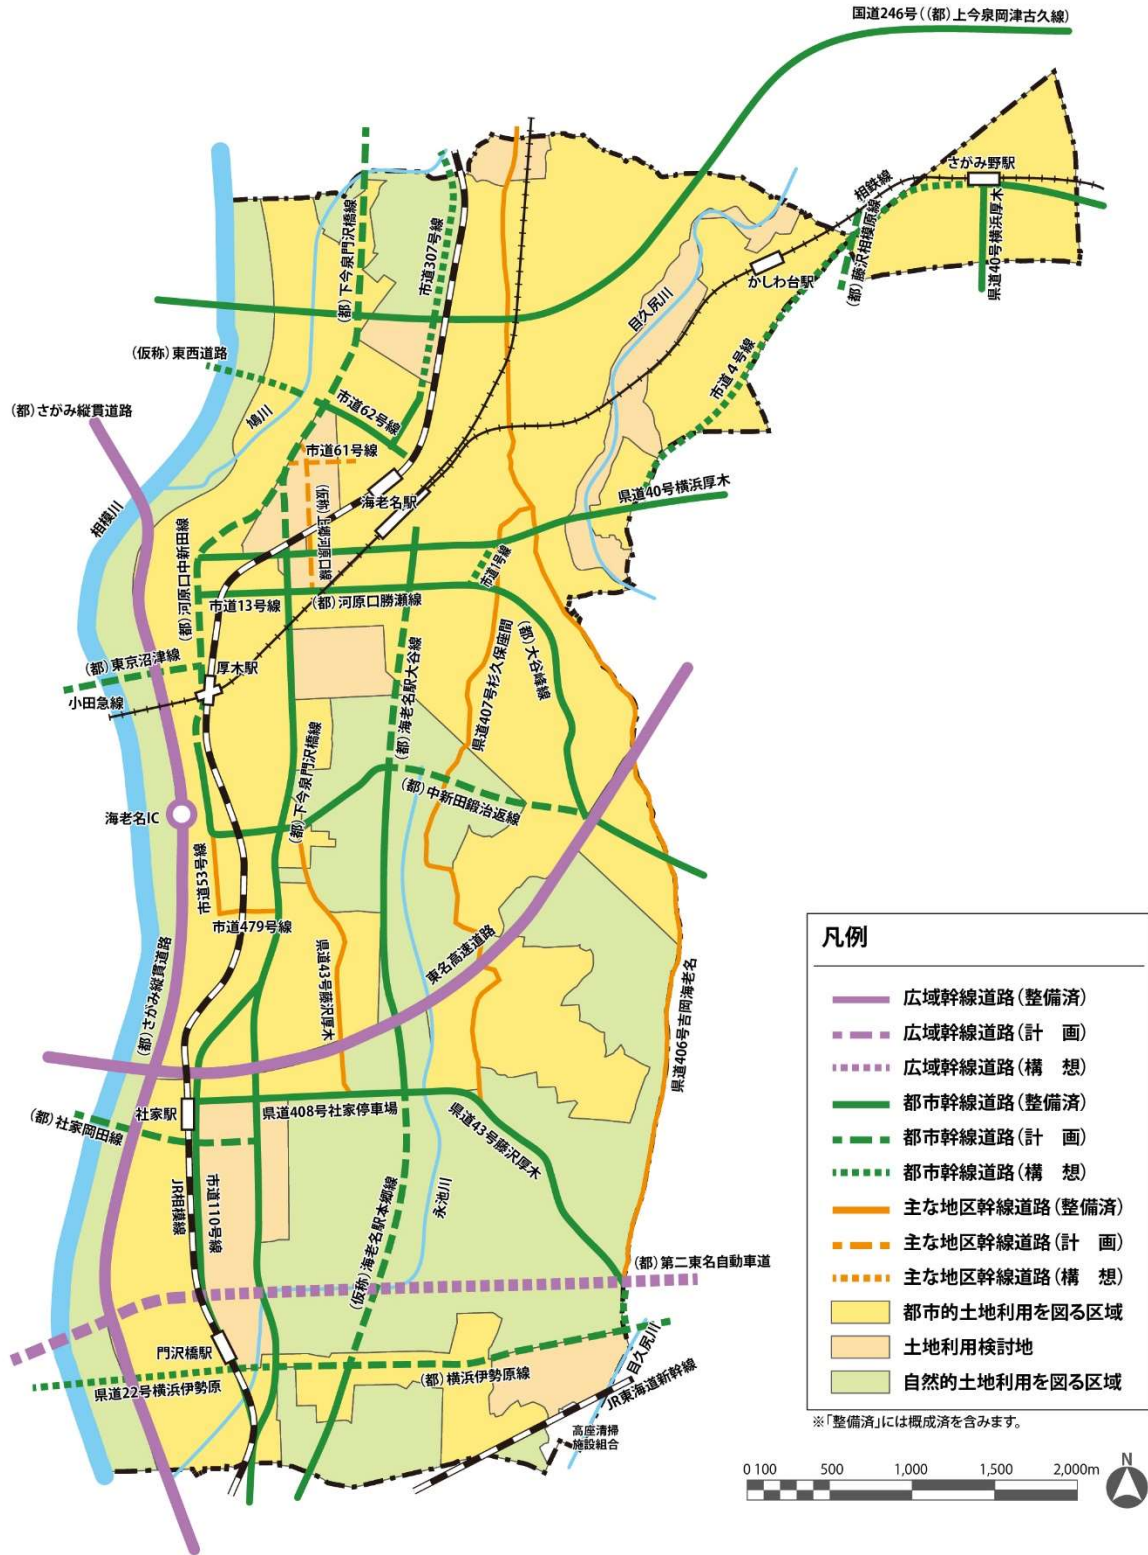 国道246号((都)上今泉岡津古久線)
さがみ野駅
相鉄線
(都)藤沢相模原線
県道40号横浜厚木
かしわ台駅
(都)下今泉門沢橋線
市道307号線
目久尻川
市道4号線
(仮称)東西道路
市道62号線
(都)さがみ縦貫道路
鳩川
市道61号線
海老名駅
(仮称)上郷河原口線
県道40号横浜厚木
相模川
(都)河原口中新田線
市道1号線
市道13号線
(都)河原口勝瀬線
(都)大谷峰線
(都)東京沼津線
厚木駅
小田急線
(都)海老名駅大谷線
県道407号杉久保座間
(都)下今泉門沢橋線
(都)中新田鍛治返線
海老名IC
市道53号線
市道479号線
県道43号藤沢厚木
東名高速道路
(都)さがみ縦貫道路
県道406号吉岡海老名
社家駅
県道408号社家停車場
県道43号藤沢厚木
(都)社家岡田線
JR相模線
市道110号線
(仮称)海老名駅本郷線
永池川
(都)第二東名自動車道
門沢橋駅
県道22号横浜伊勢原
(都)横浜伊勢原線
目久尻川
JR東海道新幹線
高座清掃
施設組合
凡例
広域幹線道路(整備済)
広域幹線道路(計 画)
広域幹線道路(構 想)
都市幹線道路(整備済)
都市幹線道路(計 画)
都市幹線道路(構 想)
主な地区幹線道路(整備済)
主な地区幹線道路(計 画)
主な地区幹線道路(構 想)
都市的土地利用を図る区域
土地利用検討地
自然的土地利用を図る区域
※「整備済」には概成済を含みます。
0 100 500 1,000 1,500 2,000m
N